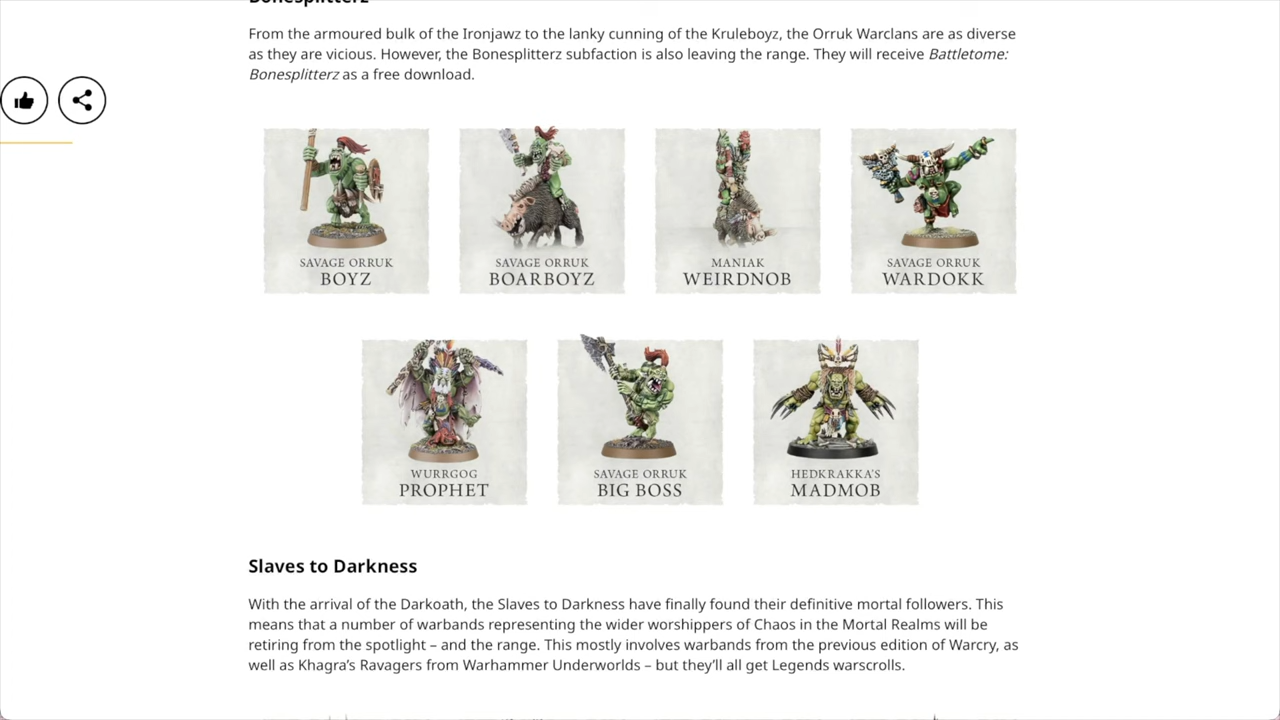 Bonesplitterz
From the armoured bulk of the Ironjawz to the lanky cunning of the Kruleboyz, the Orruk Warclans are as diverse
as they are vicious. However, the Bonesplitterz subfaction is also leaving the range. They will receive Battletome:
Bonesplitterz as a free download.
SAVAGE ORRUK
BOYZ
SAVAGE ORRUK
BOARBOYZ
MANIAK
WEIRDNOB
SAVAGE ORRUK
WARDOKK
WURRGOG
PROPHET
SAVAGE ORRUK
BIG BOSS
HEDKRAKKA'S
MADMOB
Slaves to Darkness
With the arrival of the Darkoath, the Slaves to Darkness have finally found their definitive mortal followers. This
means that a number of warbands representing the wider worshippers of Chaos in the Mortal Realms will be
retiring from the spotlight – and the range. This mostly involves warbands from the previous edition of Warcry, as
well as Khagra’s Ravagers from Warhammer Underworlds – but they’ll all get Legends warscrolls.